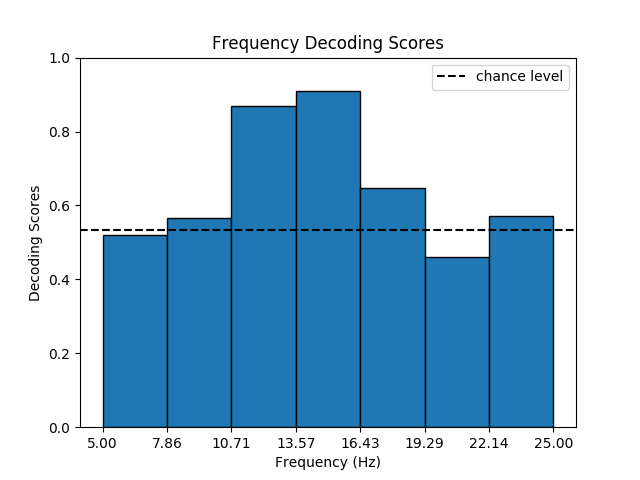 Frequency Decoding Scores
chance level
1.0
0.8
0.6
0.4
0.2
0.0
Decoding Scores
5.00 7.86 10.71 13.57 16.43 19.29 22.14 25.00
Frequency (Hz)